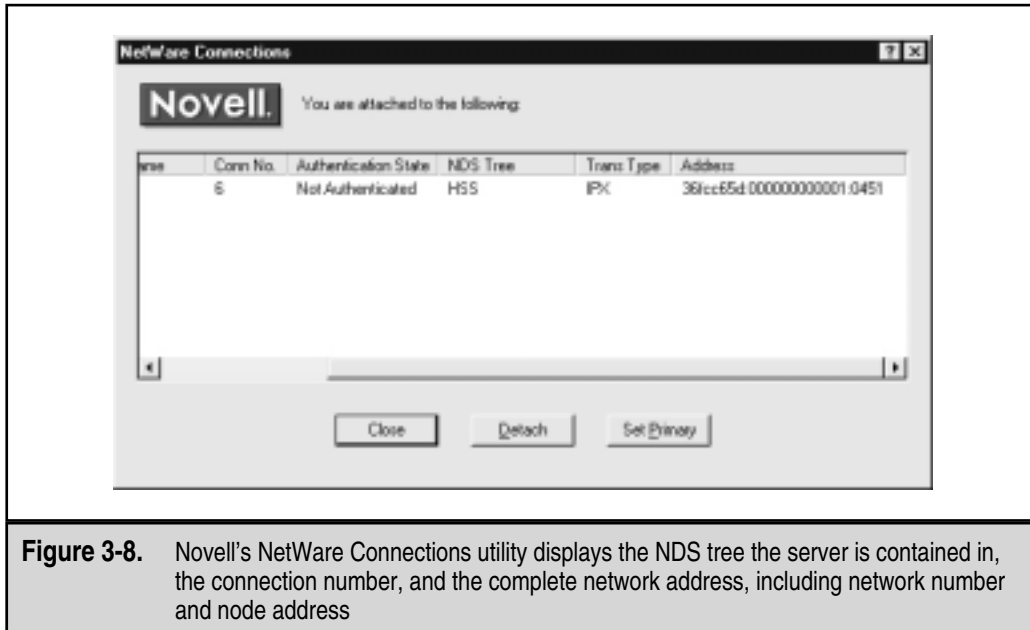 NetWare Connections
Novell.
You are attached to the following:
ame Conn No. Authentication State NDS Tree Trans Type Address
6 Not Authenticated HSS IPX 36fcc65d:000000000001:0451
Close Detach Set Primary
Figure 3-8. Novell's NetWare Connections utility displays the NDS tree the server is contained in,
the connection number, and the complete network address, including network number
and node address